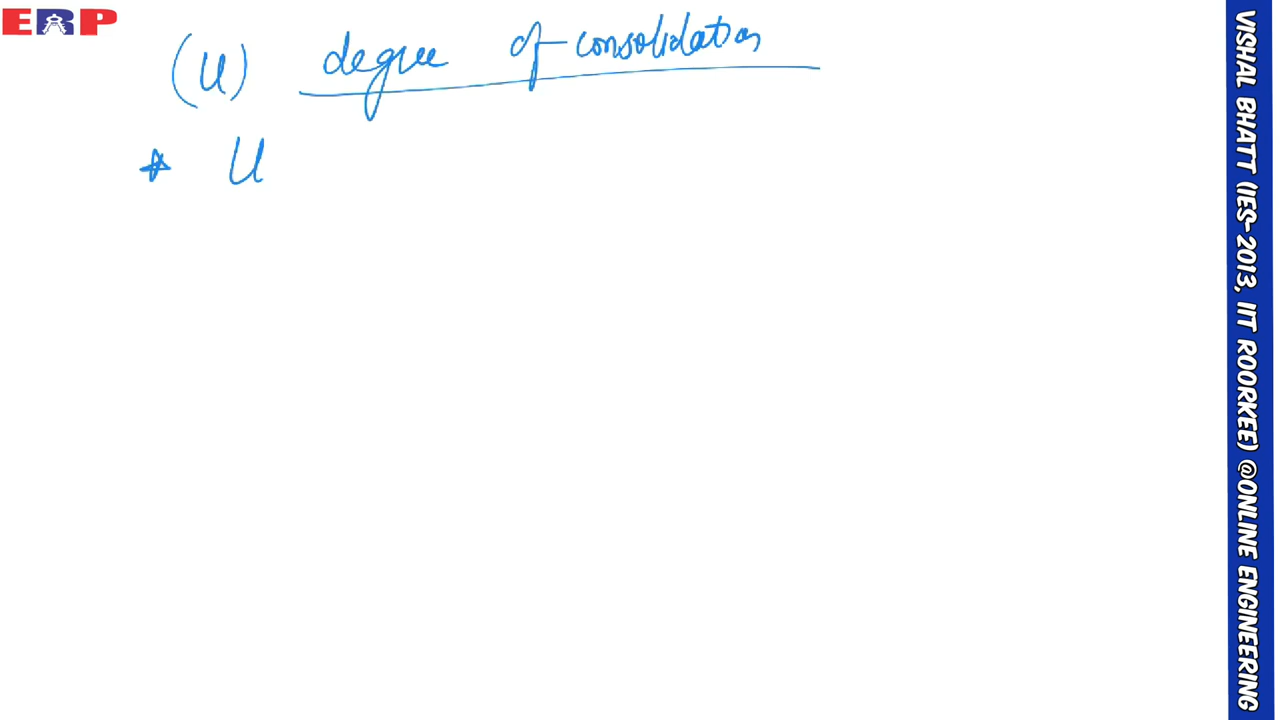 ERP
(U) degree of consolidation
* U
VISHAL BHATT (IES-2013, IIT ROORKEE) @ONLINE ENGINEERING